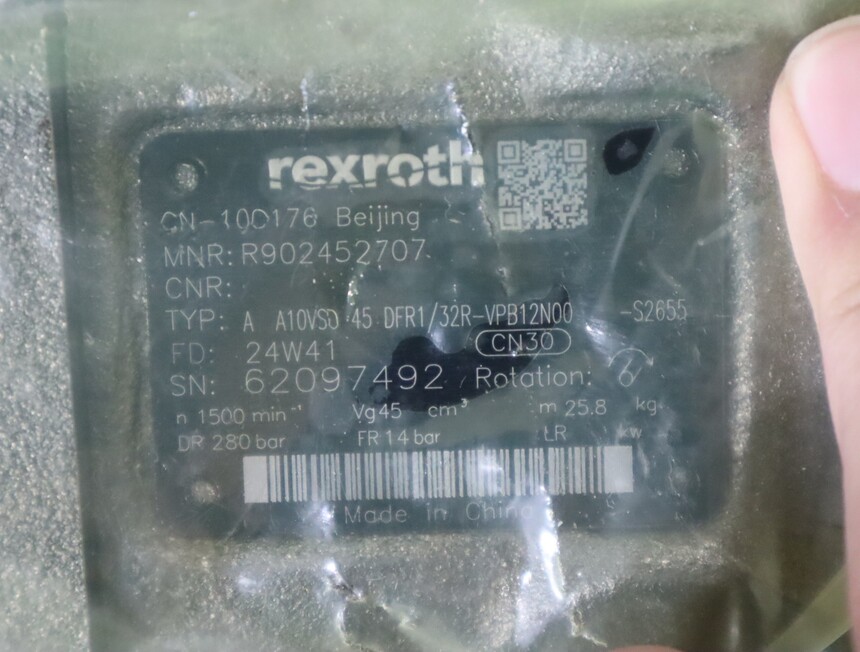 rexroth
CN-100176 Beijing
MNR: R902452707
CNR:
TYP: A A10VSO 45 DFR1/32R-VPB12N00 -S2655
FD: 24W41 CN30
SN: 62097492 Rotation:
n 1500 min⁻¹ Vg 45 cm³ m 25.8 kg
DR 280 bar FR 14 bar LR kw
Made in China